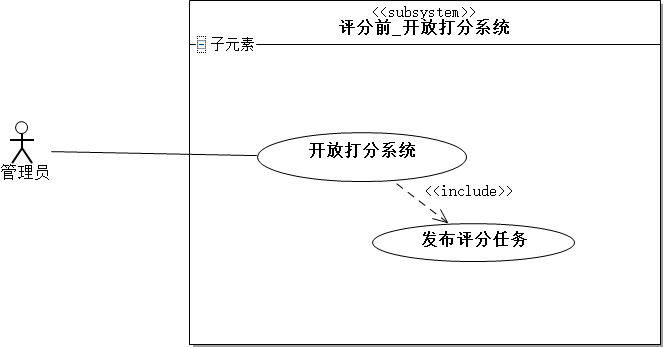 <<subsystem>>
评分前_开放打分系统
子元素
开放打分系统
管理员
<<include>>
发布评分任务